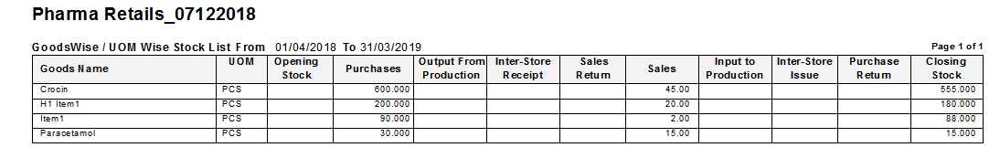 Pharma Retails_07122018
GoodsWise / UOM Wise Stock List From 01/04/2018 To 31/03/2019 Page 1 of 1
Goods Name UOM Opening Stock Purchases Output From Production Inter-Store Receipt Sales Return Sales Input to Production Inter-Store Issue Purchase Return Closing Stock
Crocin PCS 600.000 45.00 555.000
H1 Item1 PCS 200.000 20.00 180.000
Item1 PCS 90.000 2.00 88.000
Paracetamol PCS 30.000 15.00 15.000